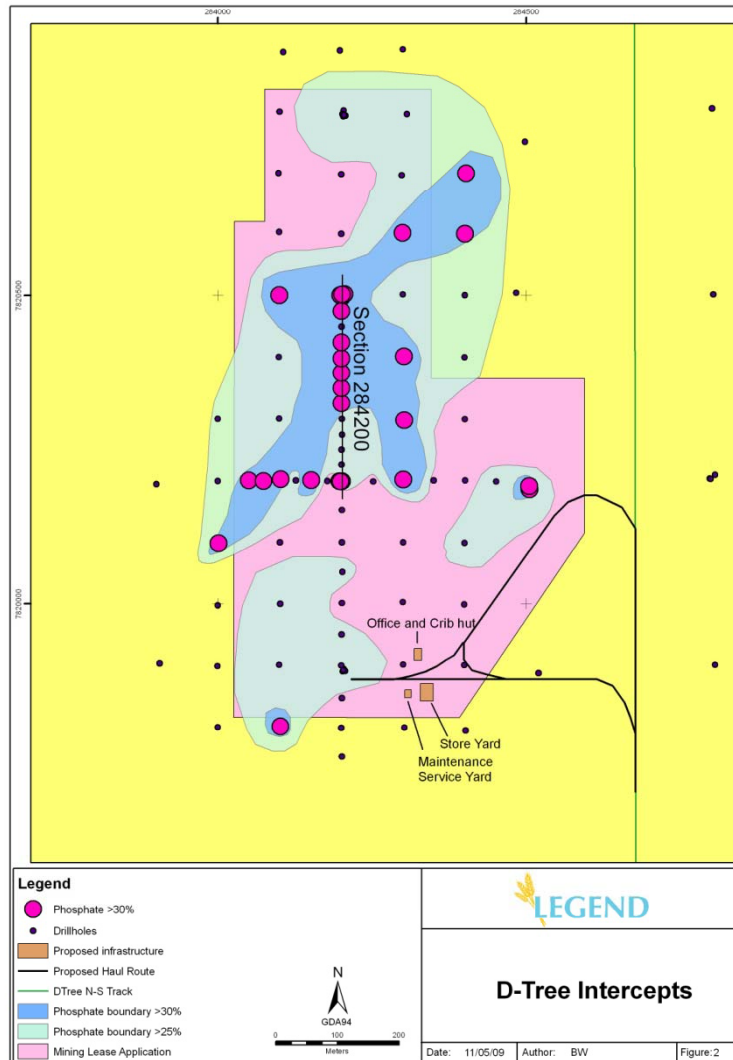 284000
284500
7820500
7820000
Section 284200
Office and Crib hut
Store Yard
Maintenance
Service Yard
Legend
Phosphate >30%
Drillholes
Proposed infrastructure
Proposed Haul Route
DTree N-S Track
Phosphate boundary >30%
Phosphate boundary >25%
Mining Lease Application
N
GDA94
0 100 200
Meters
LEGEND
D-Tree Intercepts
Date: 11/05/09 Author: BW Figure:2